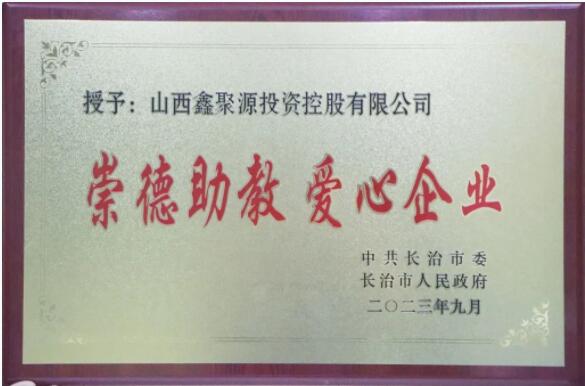 授予：山西鑫聚源投资控股有限公司
崇德助教 爱心企业
中共长治市委
长治市人民政府
二〇二三年九月